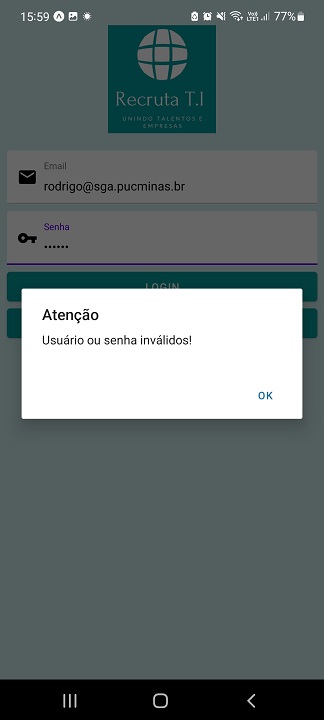 15:59
77%
Recruta T.I
UNINDO TALENTOS E
EMPRESAS
Email
rodrigo@sga.pucminas.br
Senha
••••••
LOGIN
Atenção
Usuário ou senha inválidos!
OK